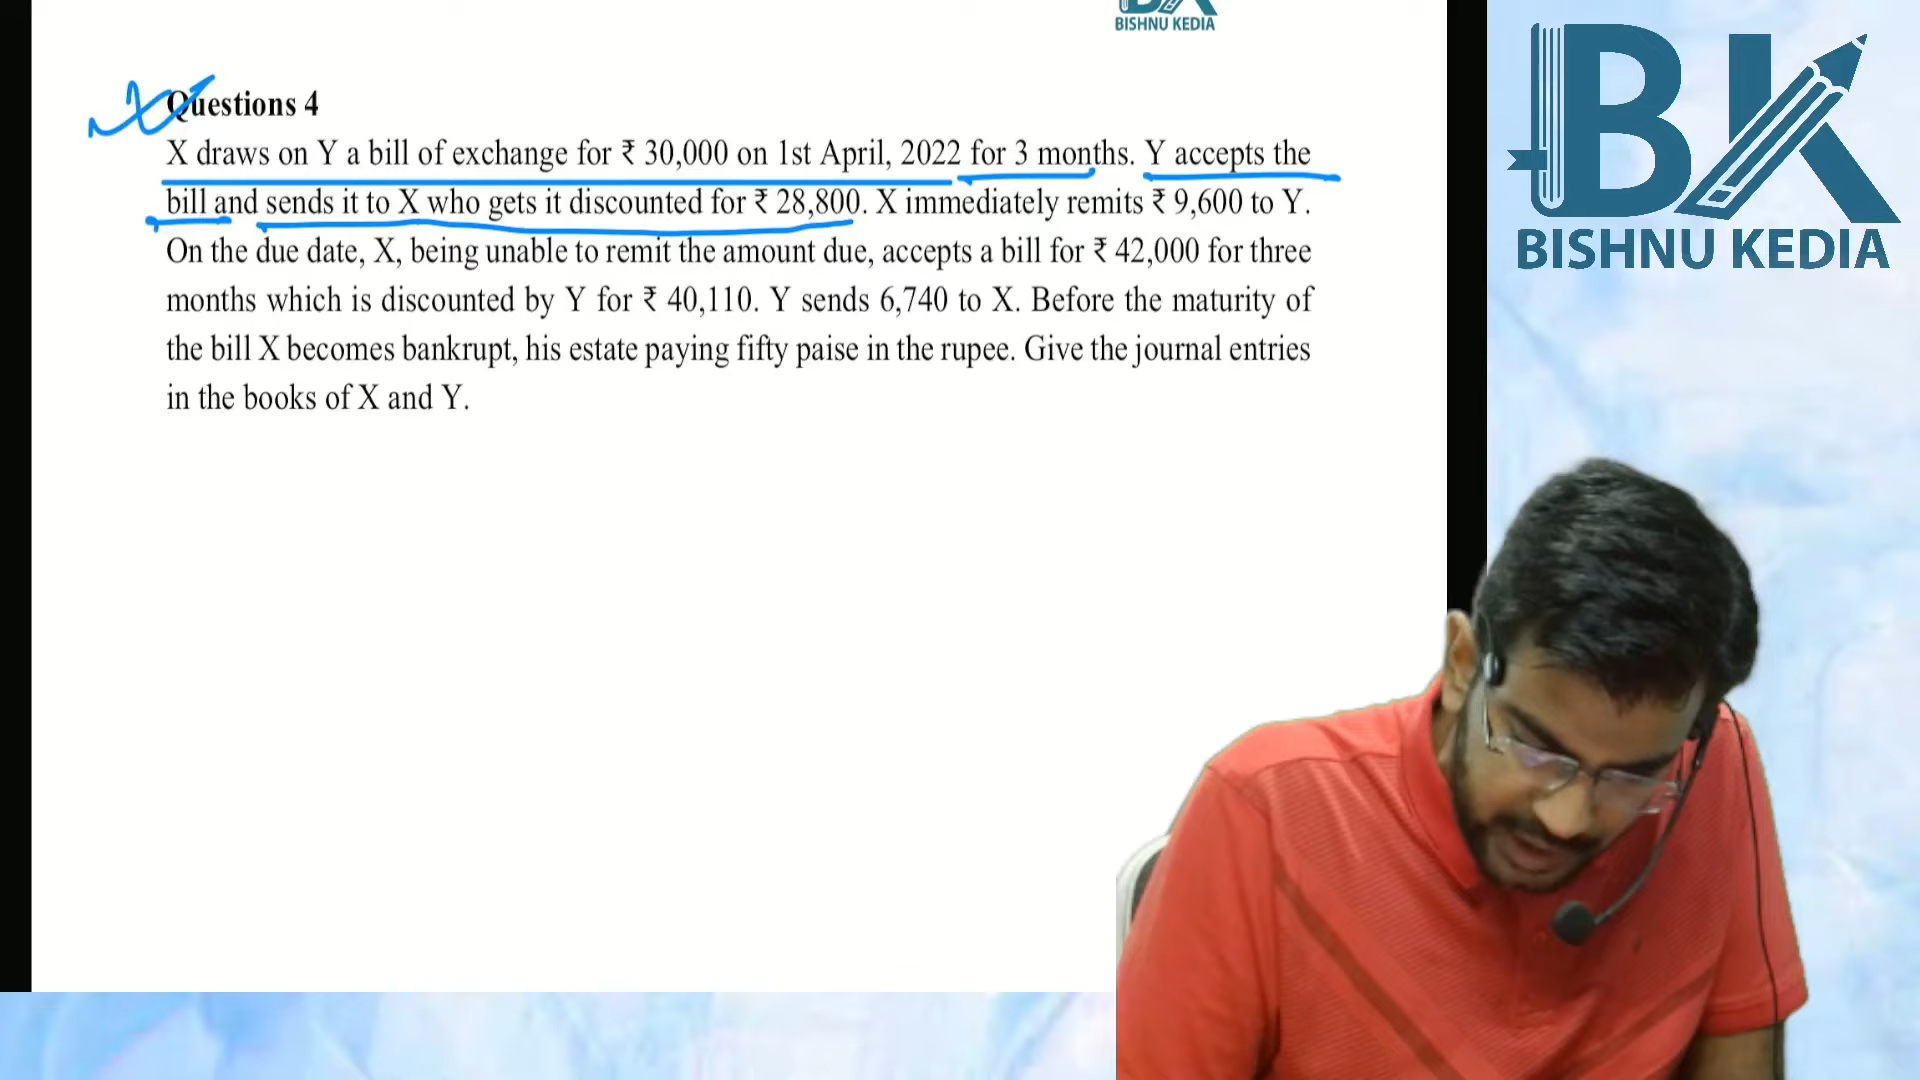 BISHNU KEDIA
BK
BISHNU KEDIA
Questions 4
X draws on Y a bill of exchange for ₹ 30,000 on 1st April, 2022 for 3 months. Y accepts the
bill and sends it to X who gets it discounted for ₹ 28,800. X immediately remits ₹ 9,600 to Y.
On the due date, X, being unable to remit the amount due, accepts a bill for ₹ 42,000 for three
months which is discounted by Y for ₹ 40,110. Y sends 6,740 to X. Before the maturity of
the bill X becomes bankrupt, his estate paying fifty paise in the rupee. Give the journal entries
in the books of X and Y.